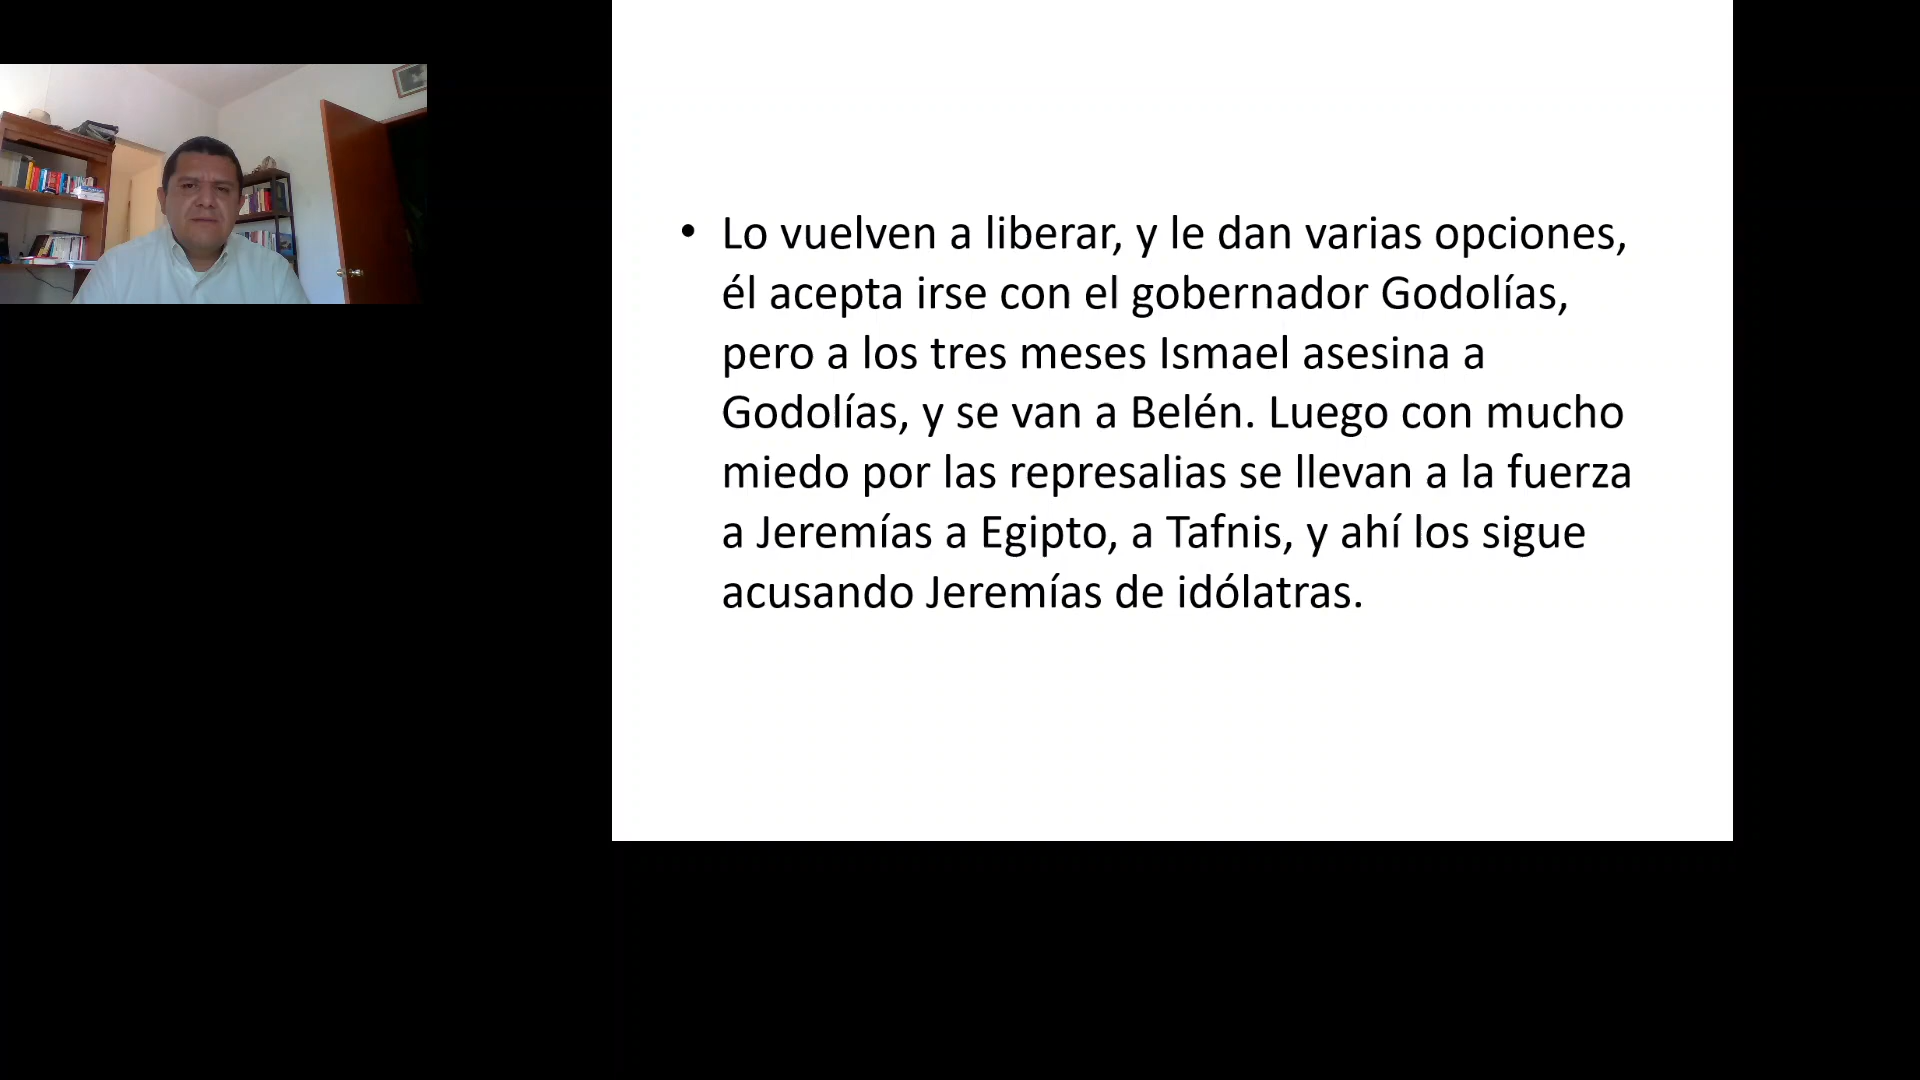 • Lo vuelven a liberar, y le dan varias opciones,
él acepta irse con el gobernador Godolías,
pero a los tres meses Ismael asesina a
Godolías, y se van a Belén. Luego con mucho
miedo por las represalias se llevan a la fuerza
a Jeremías a Egipto, a Tafnis, y ahí los sigue
acusando Jeremías de idólatras.